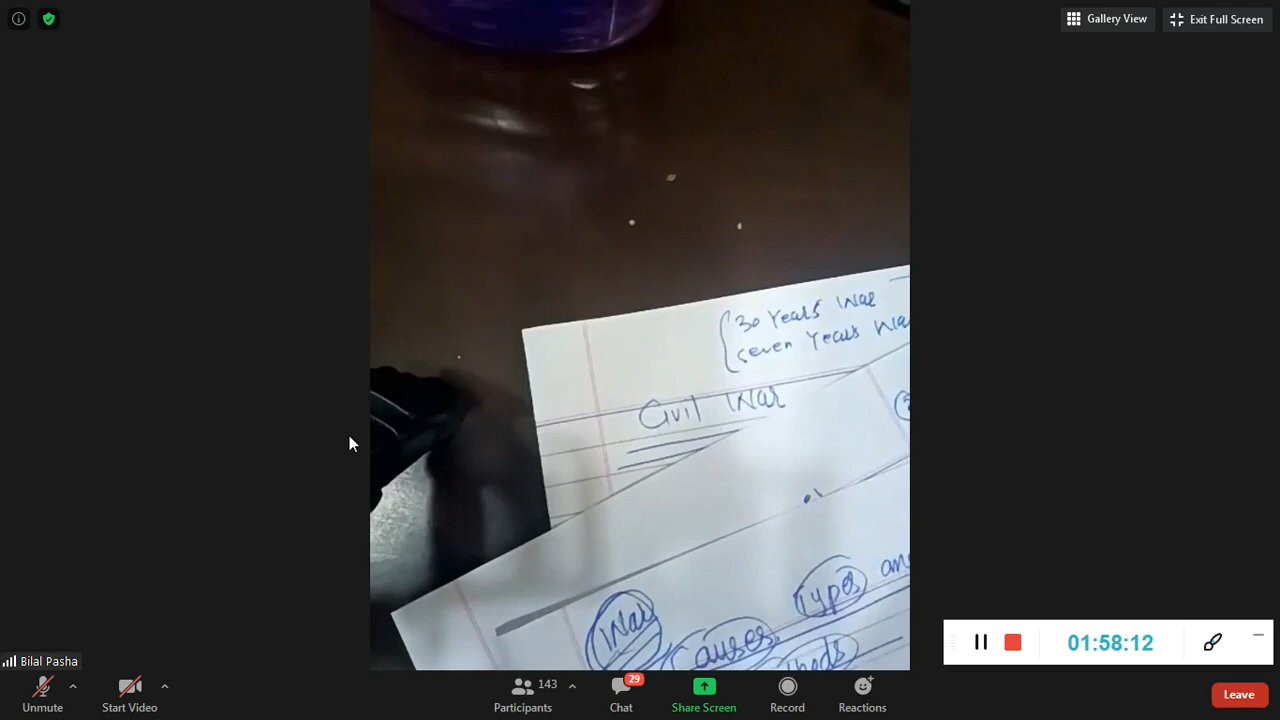 Gallery View
Exit Full Screen
30 Years War
Seven Years War
Civil War
War
Causes,
Types
Bilal Pasha
01:58:12
Unmute
Start Video
143
Participants
29
Chat
Share Screen
Record
Reactions
Leave